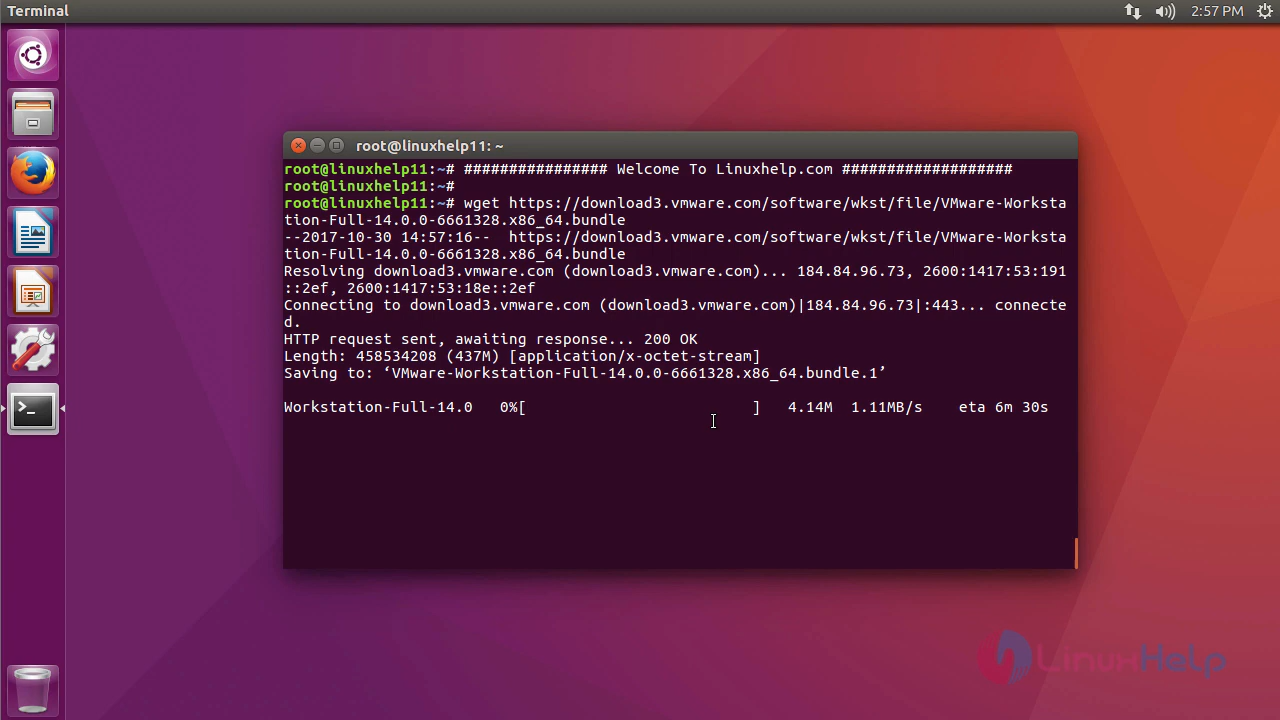 Terminal
2:57 PM
root@linuxhelp11: ~
root@linuxhelp11:~# ################ Welcome To Linuxhelp.com ###################
root@linuxhelp11:~#
root@linuxhelp11:~# wget https://download3.vmware.com/software/wkst/file/VMware-Worksta
tion-Full-14.0.0-6661328.x86_64.bundle
--2017-10-30 14:57:16--  https://download3.vmware.com/software/wkst/file/VMware-Worksta
tion-Full-14.0.0-6661328.x86_64.bundle
Resolving download3.vmware.com (download3.vmware.com)... 184.84.96.73, 2600:1417:53:191
::2ef, 2600:1417:53:18e::2ef
Connecting to download3.vmware.com (download3.vmware.com)|184.84.96.73|:443... connecte
d.
HTTP request sent, awaiting response... 200 OK
Length: 458534208 (437M) [application/x-octet-stream]
Saving to: ‘VMware-Workstation-Full-14.0.0-6661328.x86_64.bundle.1’
Workstation-Full-14.0   0%[                         ]   4.14M  1.11MB/s    eta 6m 30s
LinuxHelp